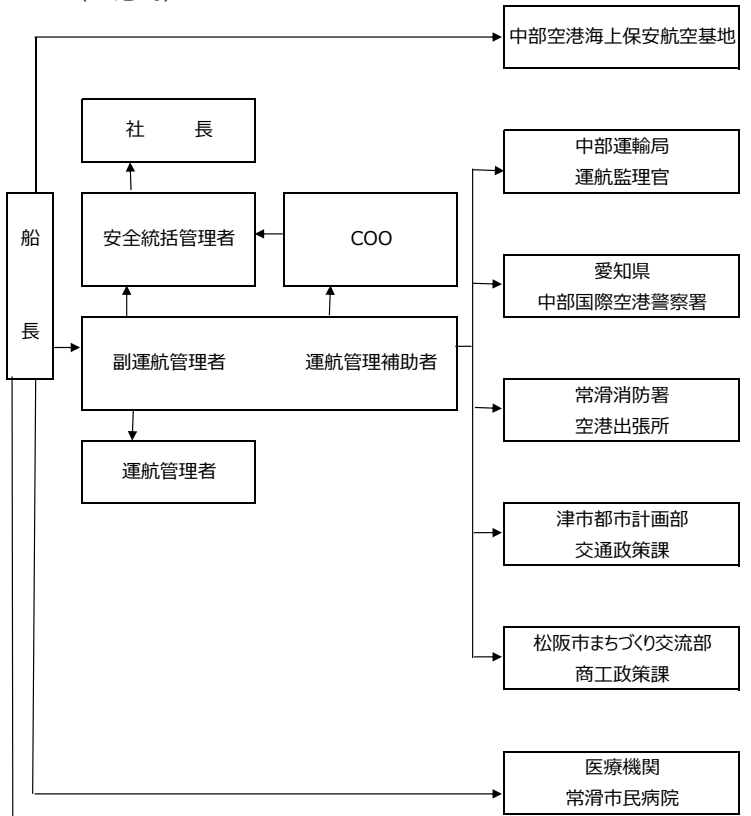 中部空港海上保安航空基地
社　　長
中部運輸局
運航監理官
船
長
安全統括管理者
COO
愛知県
中部国際空港警察署
副運航管理者
運航管理補助者
常滑消防署
空港出張所
運航管理者
津市都市計画部
交通政策課
松阪市まちづくり交流部
商工政策課
医療機関
常滑市民病院